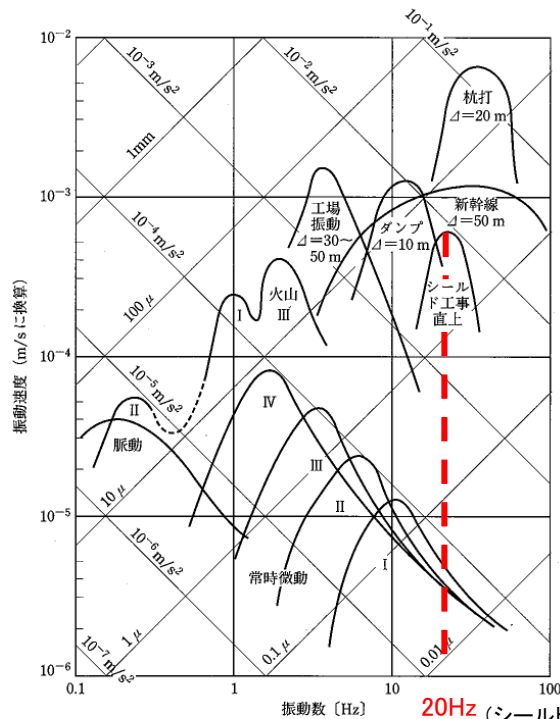 10⁻²
10⁻³
10⁻⁴
10⁻⁵
10⁻⁶
振動速度（m/sに換算）
10⁻³ m/s²
10⁻² m/s²
10⁻¹ m/s²
1mm
10⁻⁴ m/s²
100 μ
10⁻⁵ m/s²
10 μ
10⁻⁶ m/s²
1 μ
10⁻⁷ m/s²
0.1 μ
0.01 μ
杭打
Δ＝20 m
新幹線
Δ＝50 m
工場
振動
Δ＝30〜
50 m
ダンプ
Δ＝10 m
シール
ド工事
直上
Ⅰ
火山
Ⅲ
Ⅱ
脈動
Ⅳ
Ⅲ
Ⅱ
Ⅰ
常時微動
0.1
1
10
100
振動数〔Hz〕
20Hz（シール